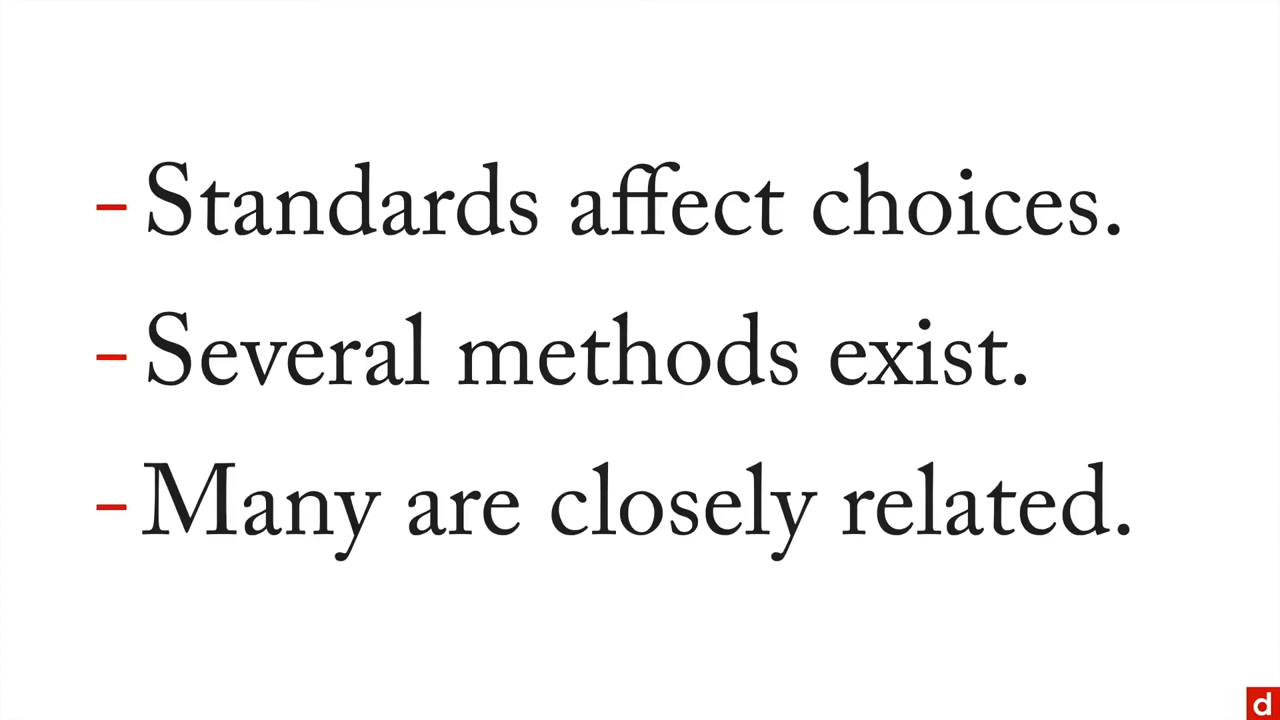 – Standards affect choices.
– Several methods exist.
– Many are closely related.
d